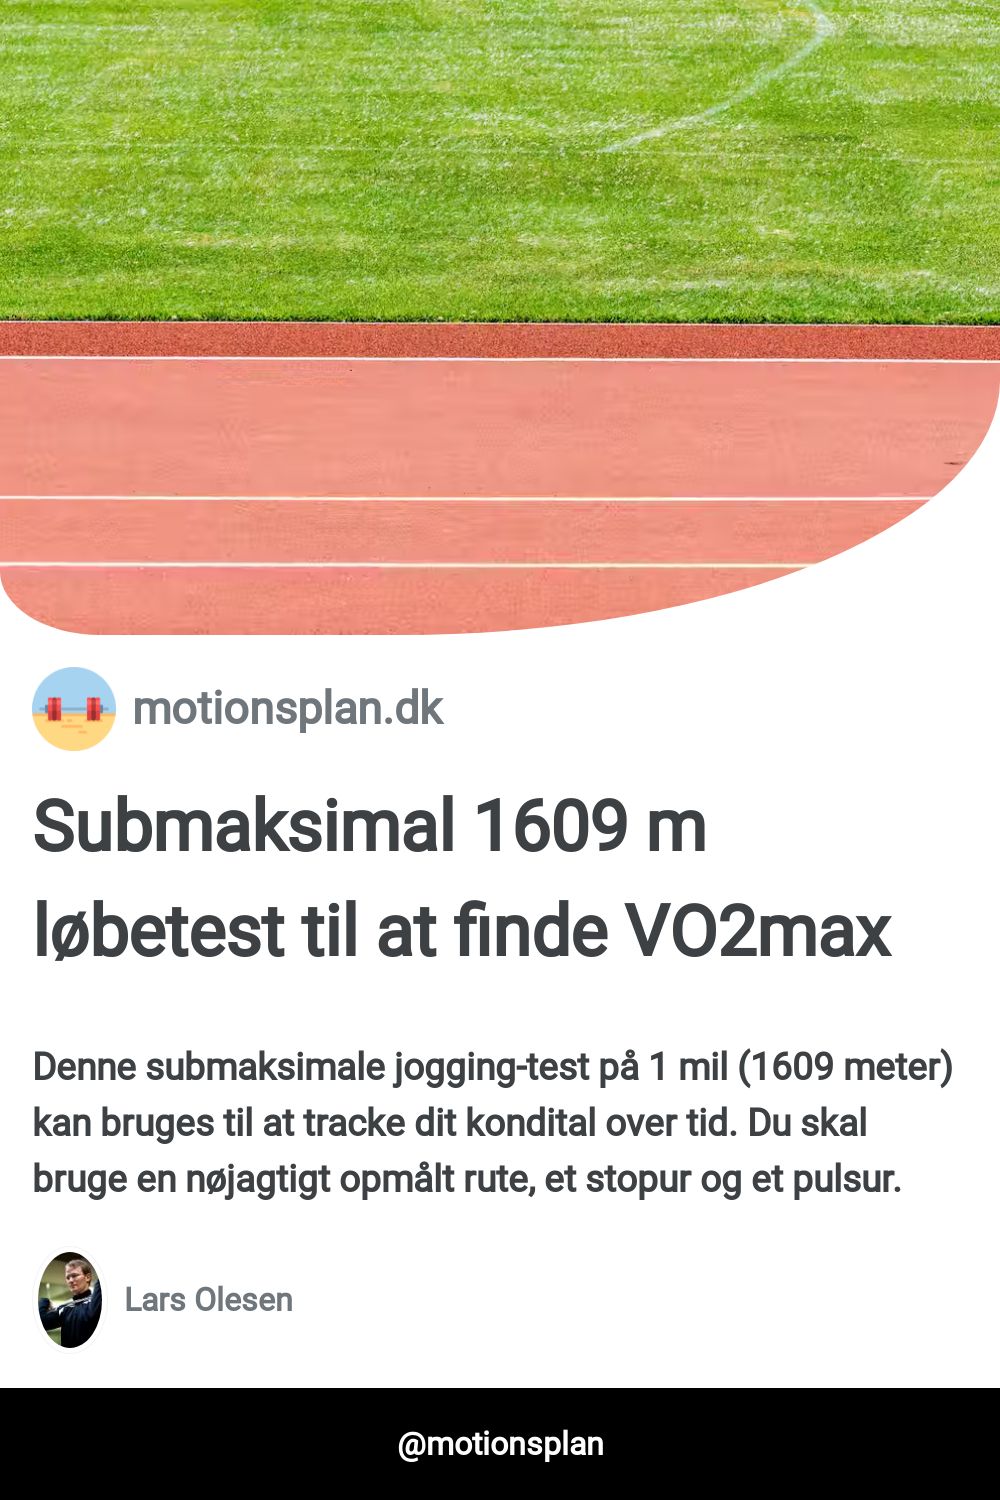 motionsplan.dk
Submaksimal 1609 m
løbetest til at finde VO2max
Denne submaksimale jogging-test på 1 mil (1609 meter)
kan bruges til at tracke dit kondital over tid. Du skal
bruge en nøjagtigt opmålt rute, et stopur og et pulsur.
Lars Olesen
@motionsplan